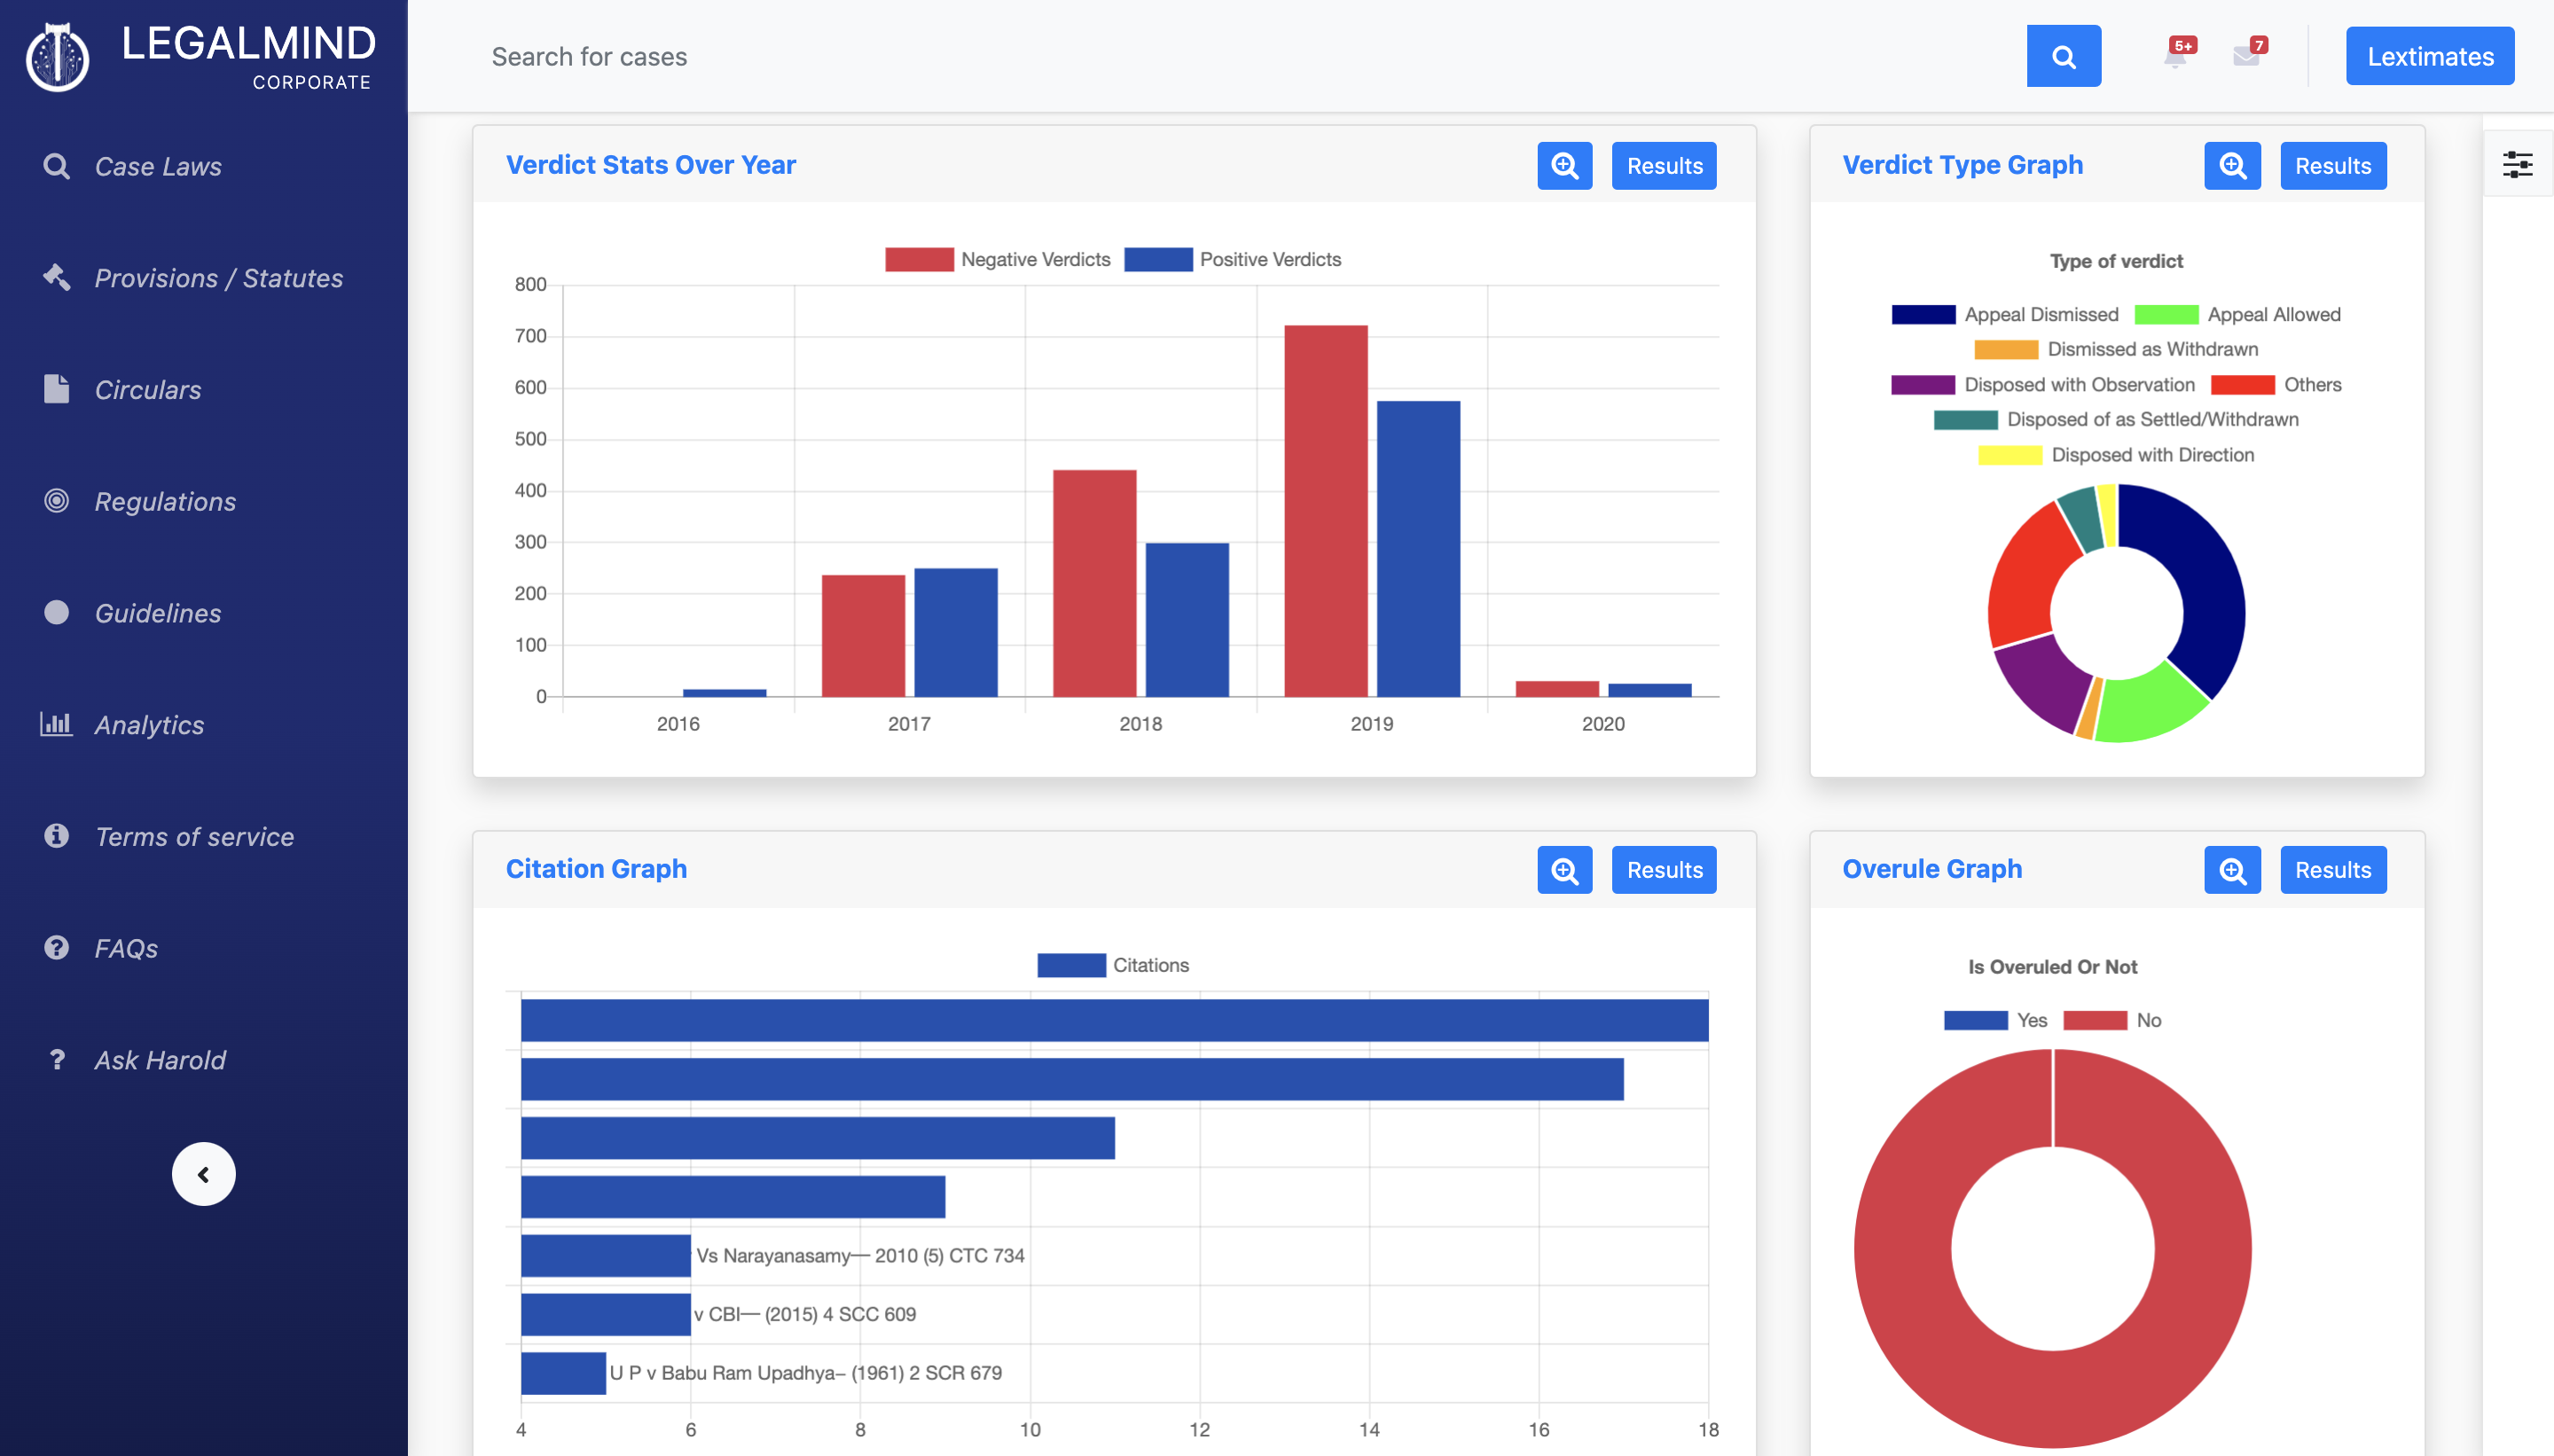 LEGALMIND
CORPORATE
Case Laws
Provisions / Statutes
Circulars
Regulations
Guidelines
Analytics
Terms of service
FAQs
Ask Harold
Search for cases
5+
7
Lextimates
Verdict Stats Over Year
Results
Negative Verdicts Positive Verdicts
800
700
600
500
400
300
200
100
0
2016 2017 2018 2019 2020
Verdict Type Graph
Results
Type of verdict
Appeal Dismissed Appeal Allowed
Dismissed as Withdrawn
Disposed with Observation Others
Disposed of as Settled/Withdrawn
Disposed with Direction
Citation Graph
Results
Citations
Vs Narayanasamy— 2010 (5) CTC 734
v CBI— (2015) 4 SCC 609
U P v Babu Ram Upadhya– (1961) 2 SCR 679
4 6 8 10 12 14 16 18
Overule Graph
Results
Is Overuled Or Not
Yes No